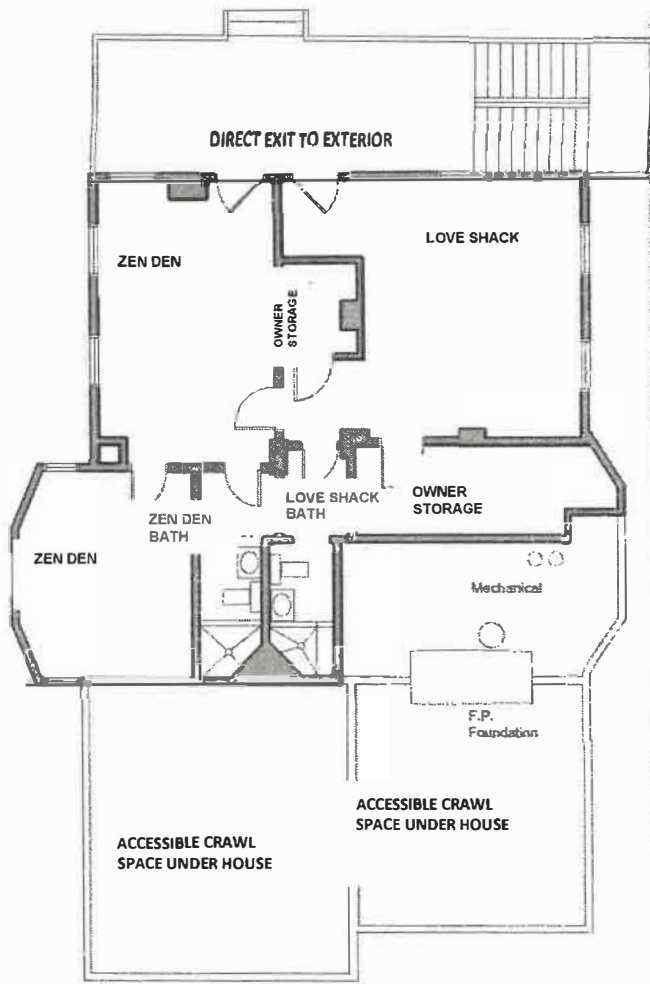 DIRECT EXIT TO EXTERIOR
LOVE SHACK
ZEN DEN
OWNER
STORAGE
ZEN DEN
BATH
LOVE SHACK
BATH
OWNER
STORAGE
ZEN DEN
Mechanical
F.P.
Foundation
ACCESSIBLE CRAWL
SPACE UNDER HOUSE
ACCESSIBLE CRAWL
SPACE UNDER HOUSE